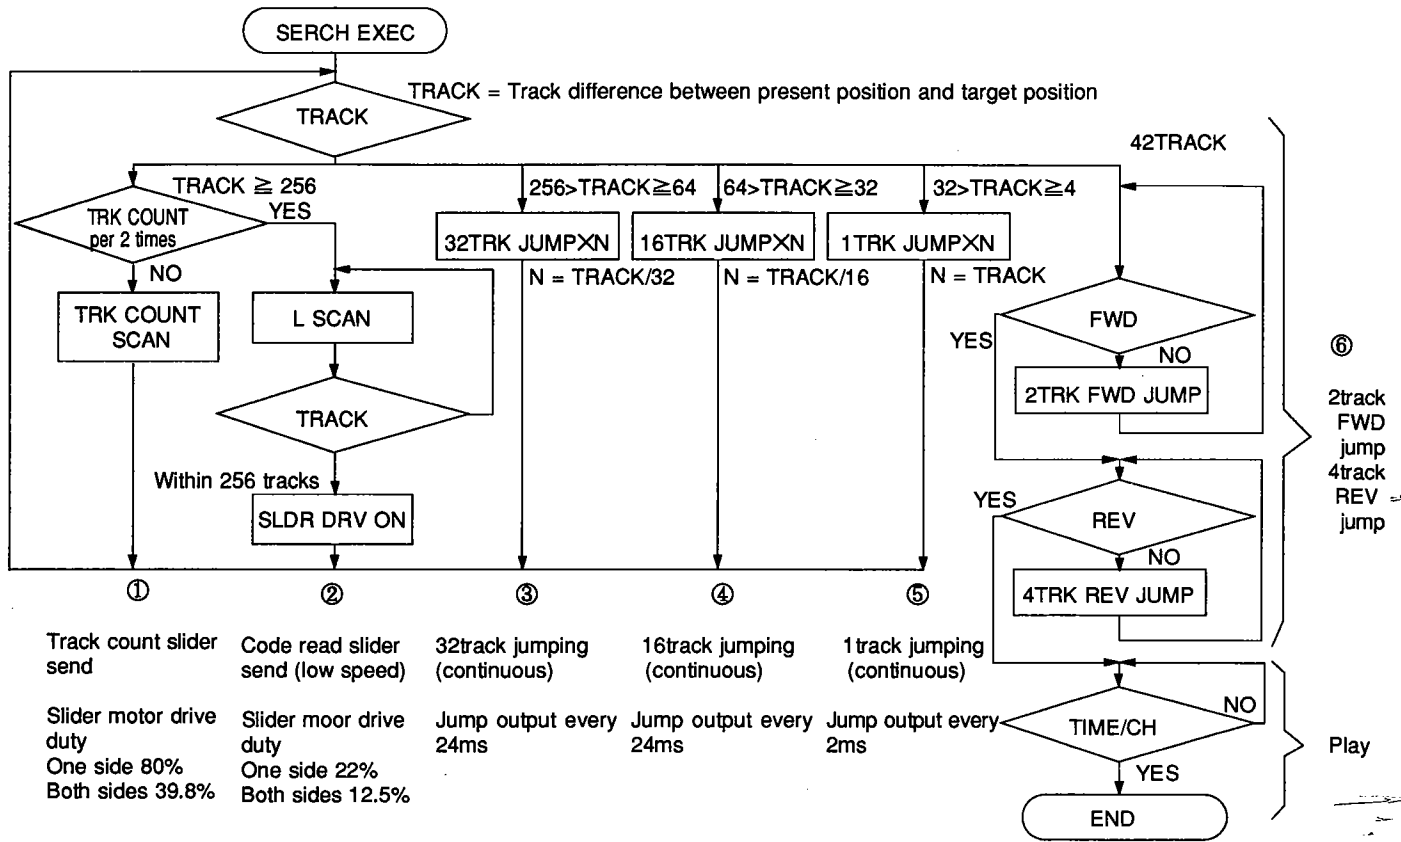 SERCH EXEC
TRACK = Track difference between present position and target position
TRACK
42TRACK
TRACK ≧ 256
256>TRACK≧64
64>TRACK≧32
32>TRACK≧4
TRK COUNT
per 2 times
YES
NO
32TRK JUMP×N
16TRK JUMP×N
1TRK JUMP×N
N = TRACK/32
N = TRACK/16
N = TRACK
TRK COUNT
SCAN
L SCAN
TRACK
Within 256 tracks
SLDR DRV ON
FWD
YES
NO
2TRK FWD JUMP
REV
YES
NO
4TRK REV JUMP
⑥
2track
FWD
jump
4track
REV
jump
①
②
③
④
⑤
Track count slider
send
Slider motor drive
duty
One side 80%
Both sides 39.8%
Code read slider
send (low speed)
Slider moor drive
duty
One side 22%
Both sides 12.5%
32track jumping
(continuous)
Jump output every
24ms
16track jumping
(continuous)
Jump output every
24ms
1track jumping
(continuous)
Jump output every
2ms
TIME/CH
NO
YES
Play
END